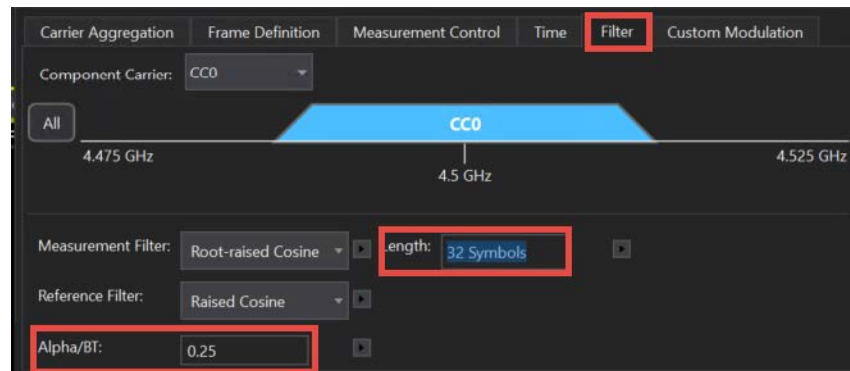 Carrier Aggregation Frame Definition Measurement Control Time Filter Custom Modulation
Component Carrier: CC0
All CC0
4.475 GHz 4.5 GHz 4.525 GHz
Measurement Filter: Root-raised Cosine Length: 32 Symbols
Reference Filter: Raised Cosine
Alpha/BT: 0.25